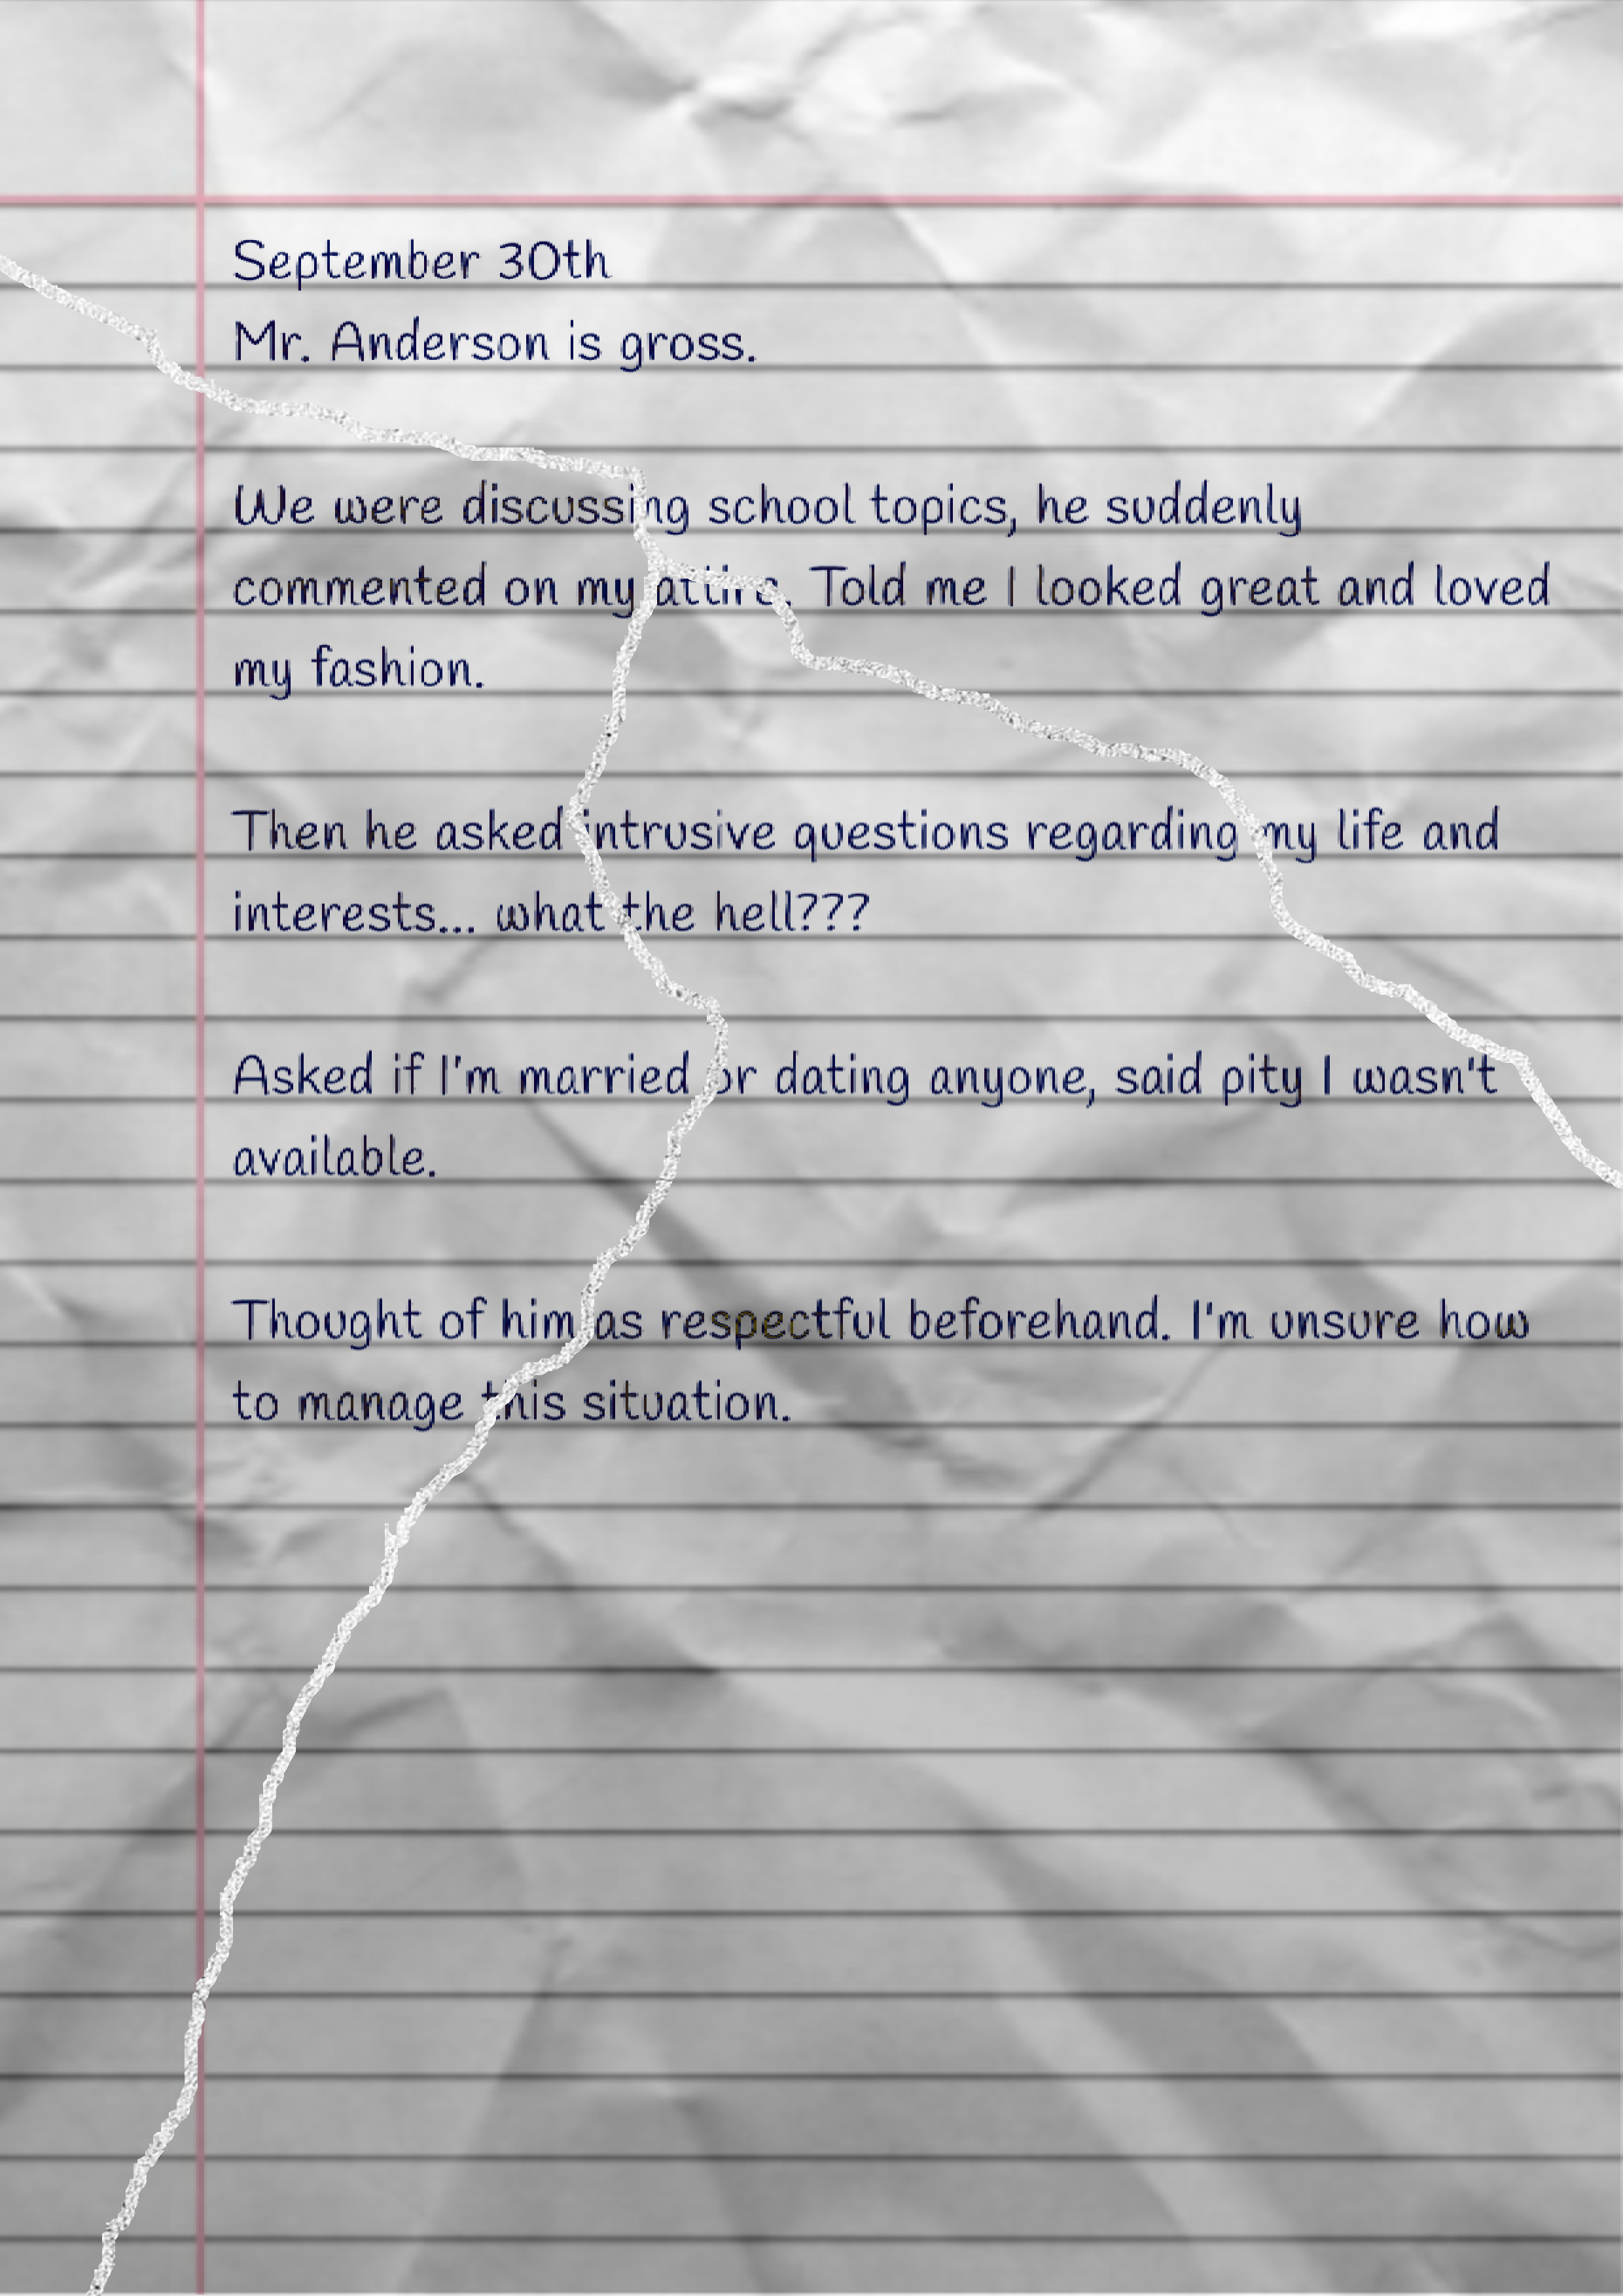 September 30th
Mr. Anderson is gross.
We were discussing school topics, he suddenly
commented on my attire. Told me I looked great and loved
my fashion.
Then he asked intrusive questions regarding my life and
interests... what the hell???
Asked if I'm married or dating anyone, said pity I wasn't
available.
Thought of him as respectful beforehand. I'm unsure how
to manage this situation.